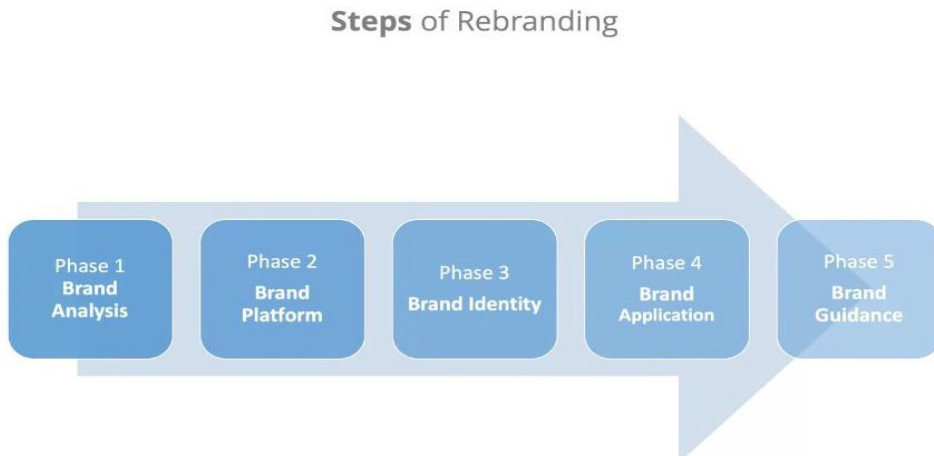 Steps of Rebranding
Phase 1
Brand
Analysis
Phase 2
Brand
Platform
Phase 3
Brand Identity
Phase 4
Brand
Application
Phase 5
Brand
Guidance